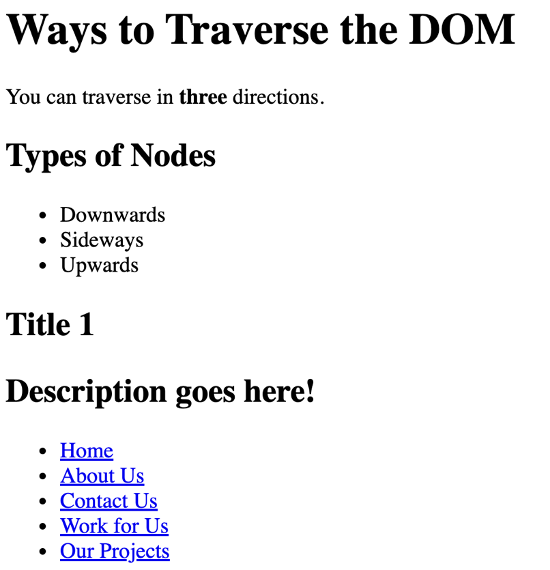 Ways to Traverse the DOM
You can traverse in three directions.
Types of Nodes
• Downwards
• Sideways
• Upwards
Title 1
Description goes here!
• Home
• About Us
• Contact Us
• Work for Us
• Our Projects